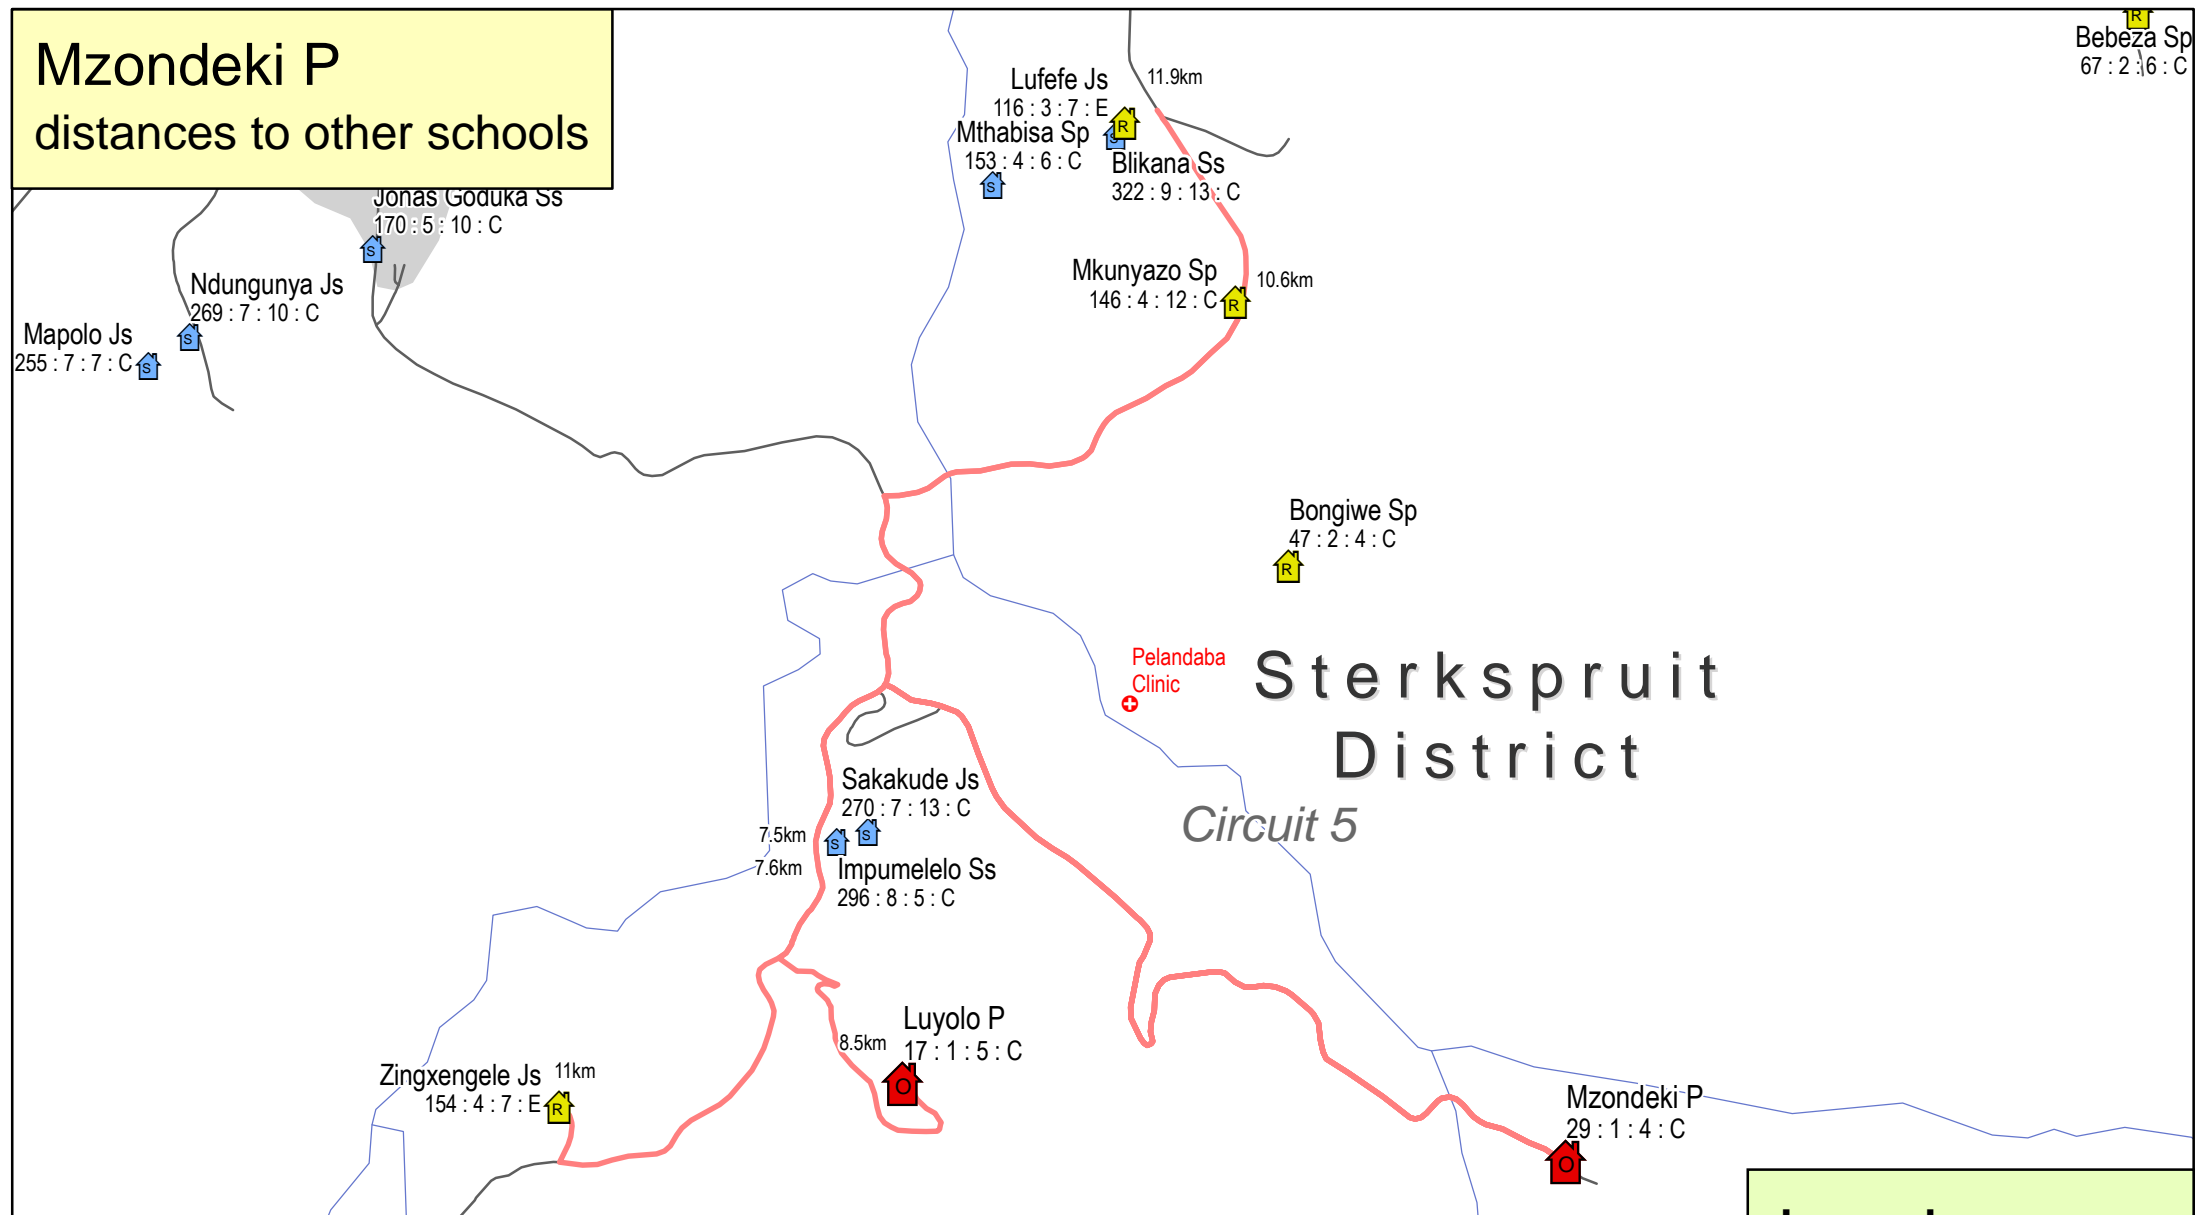 Mzondeki P
distances to other schools
Bebeza Sp
67 : 2 : 6 : C
Lufefe Js
116 : 3 : 7 : E
11.9km
Mthabisa Sp
153 : 4 : 6 : C
R
S
Blikana Ss
322 : 9 : 13 : C
S
R
Jonas Goduka Ss
170 : 5 : 10 : C
S
Ndungunya Js
269 : 7 : 10 : C
S
Mapolo Js
255 : 7 : 7 : C
S
Mkunyazo Sp
146 : 4 : 12 : C
R
10.6km
Bongiwe Sp
47 : 2 : 4 : C
R
Pelandaba
Clinic
Sterkspruit
District
Circuit 5
Sakakude Js
270 : 7 : 13 : C
S
7.5km
S
7.6km
Impumelelo Ss
296 : 8 : 5 : C
Luyolo P
17 : 1 : 5 : C
O
8.5km
Zingxengele Js
154 : 4 : 7 : E
R
11km
Mzondeki P
29 : 1 : 4 : C
O